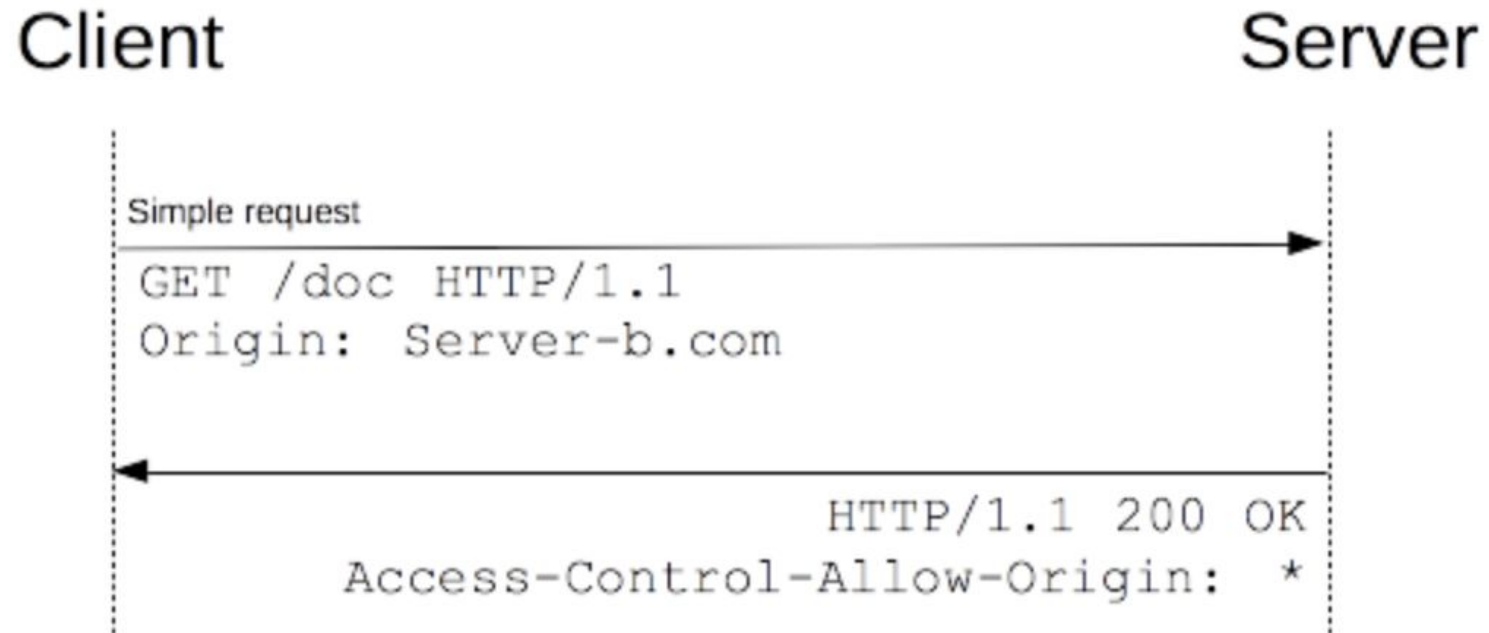 Client
Server
Simple request
GET /doc HTTP/1.1
Origin: Server-b.com
HTTP/1.1 200 OK
Access-Control-Allow-Origin: *